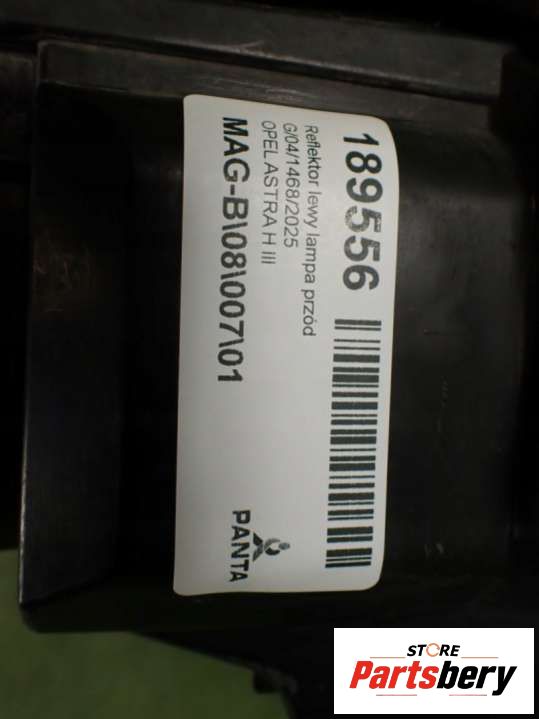 189556
Reflektor lewy lampa przód
G/04/1468/2025
OPEL ASTRA H III
MAG-B\08\007\01
PANTA
STORE
Partsbery